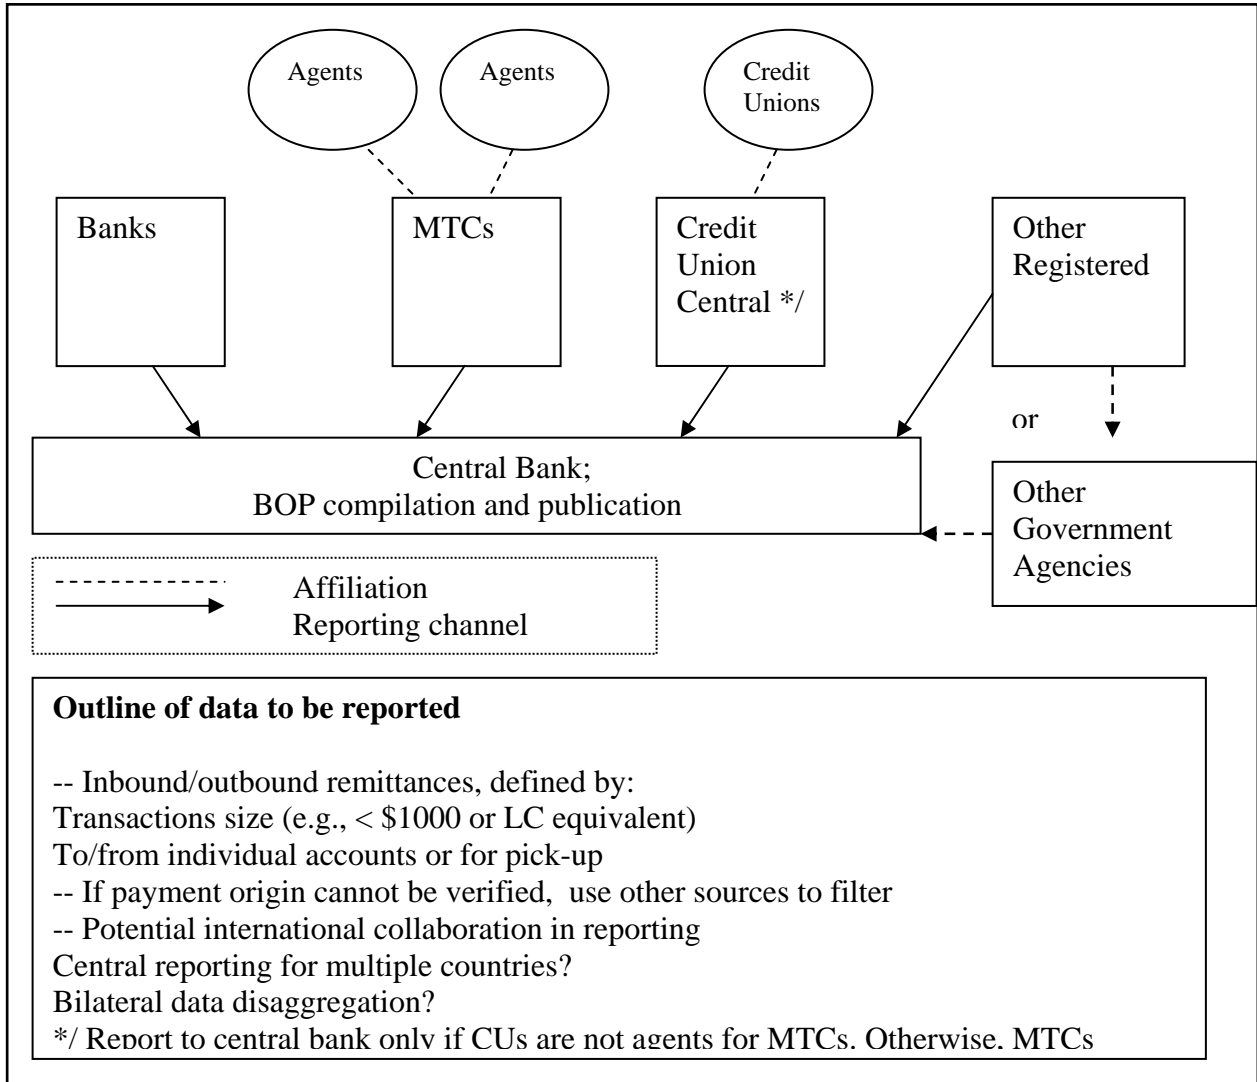 Agents
Agents
Credit
Unions
Banks
MTCs
Credit
Union
Central */
Other
Registered
or
Central Bank;
BOP compilation and publication
Other
Government
Agencies
Affiliation
Reporting channel
Outline of data to be reported
-- Inbound/outbound remittances, defined by:
Transactions size (e.g., < $1000 or LC equivalent)
To/from individual accounts or for pick-up
-- If payment origin cannot be verified,  use other sources to filter
-- Potential international collaboration in reporting
Central reporting for multiple countries?
Bilateral data disaggregation?
*/ Report to central bank only if CUs are not agents for MTCs. Otherwise, MTCs